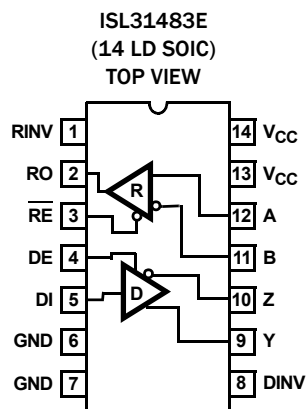 ISL31483E
(14 LD SOIC)
TOP VIEW
RINV 1 14 VCC
RO 2 R 13 VCC
RE 3 12 A
DE 4 11 B
DI 5 D 10 Z
GND 6 9 Y
GND 7 8 DINV